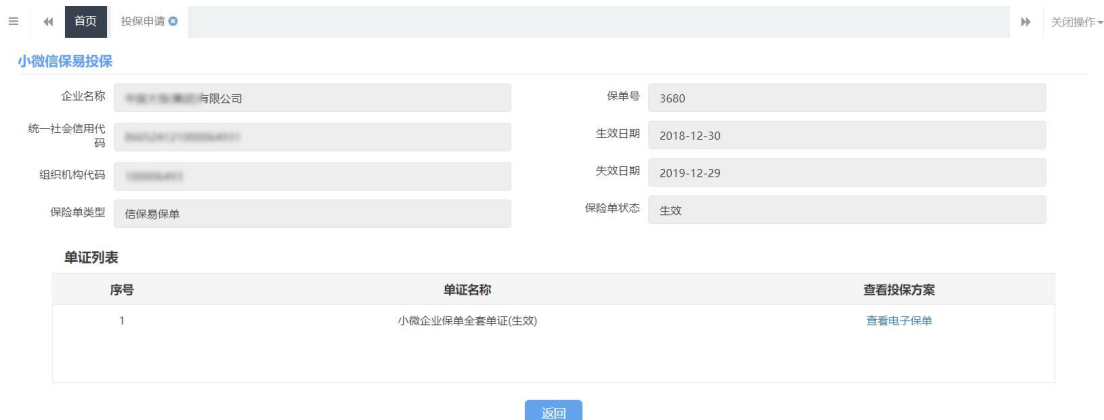 首页 投保申请 关闭操作
小微信保易投保
企业名称 有限公司 保单号 3680
统一社会信用代码 生效日期 2018-12-30
组织机构代码 失效日期 2019-12-29
保险单类型 信保易保单 保险单状态 生效
单证列表
序号 单证名称 查看投保方案
1 小微企业保单全套单证(生效) 查看电子保单
返回